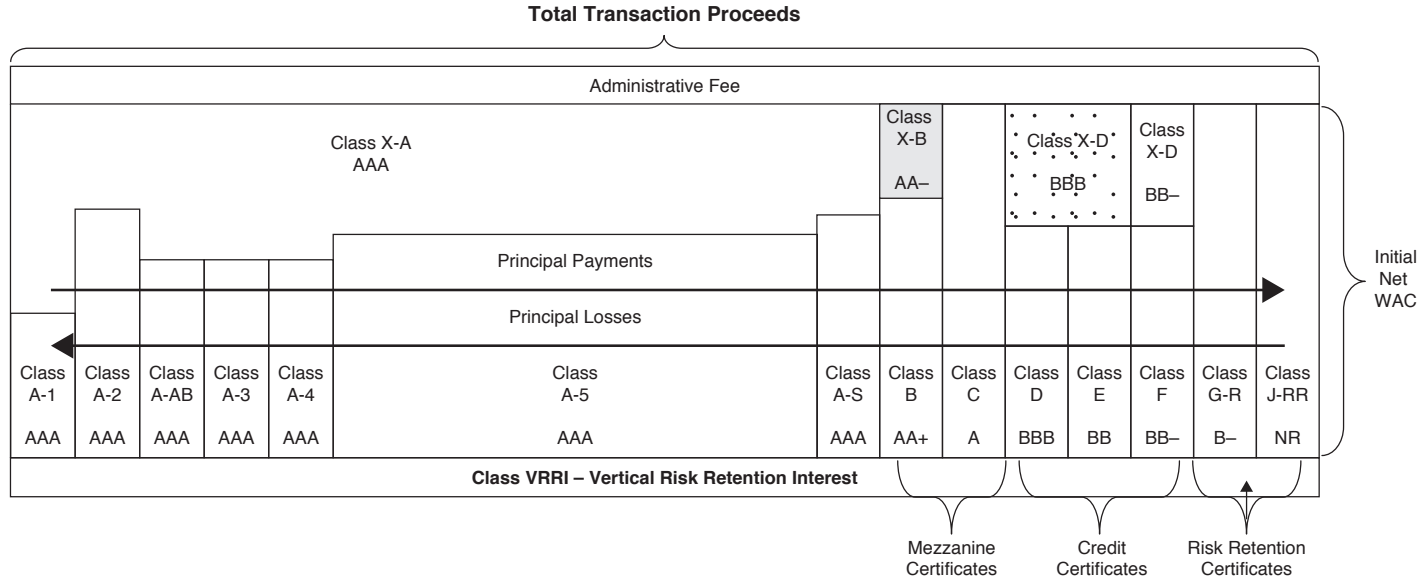 Total Transaction Proceeds
Administrative Fee
Class X-A
AAA
Class
X-B
AA–
Class X-D
BBB
Class
X-D
BB–
Principal Payments
Principal Losses
Initial
Net
WAC
Class
A-1
AAA
Class
A-2
AAA
Class
A-AB
AAA
Class
A-3
AAA
Class
A-4
AAA
Class
A-5
AAA
Class
A-S
AAA
Class
B
AA+
Class
C
A
Class
D
BBB
Class
E
BB
Class
F
BB–
Class
G-R
B–
Class
J-RR
NR
Class VRRI – Vertical Risk Retention Interest
Mezzanine
Certificates
Credit
Certificates
Risk Retention
Certificates